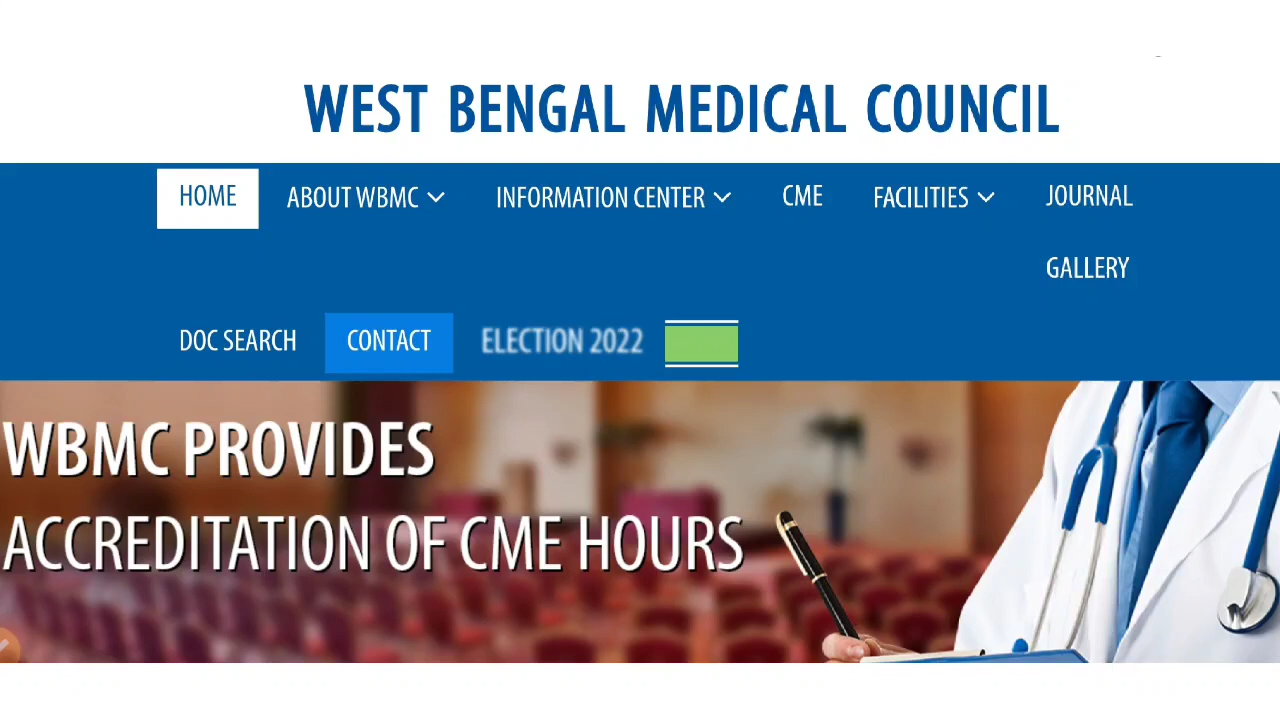 WEST BENGAL MEDICAL COUNCIL
HOME ABOUT WBMC INFORMATION CENTER CME FACILITIES JOURNAL
GALLERY
DOC SEARCH CONTACT ELECTION 2022
WBMC PROVIDES
ACCREDITATION OF CME HOURS